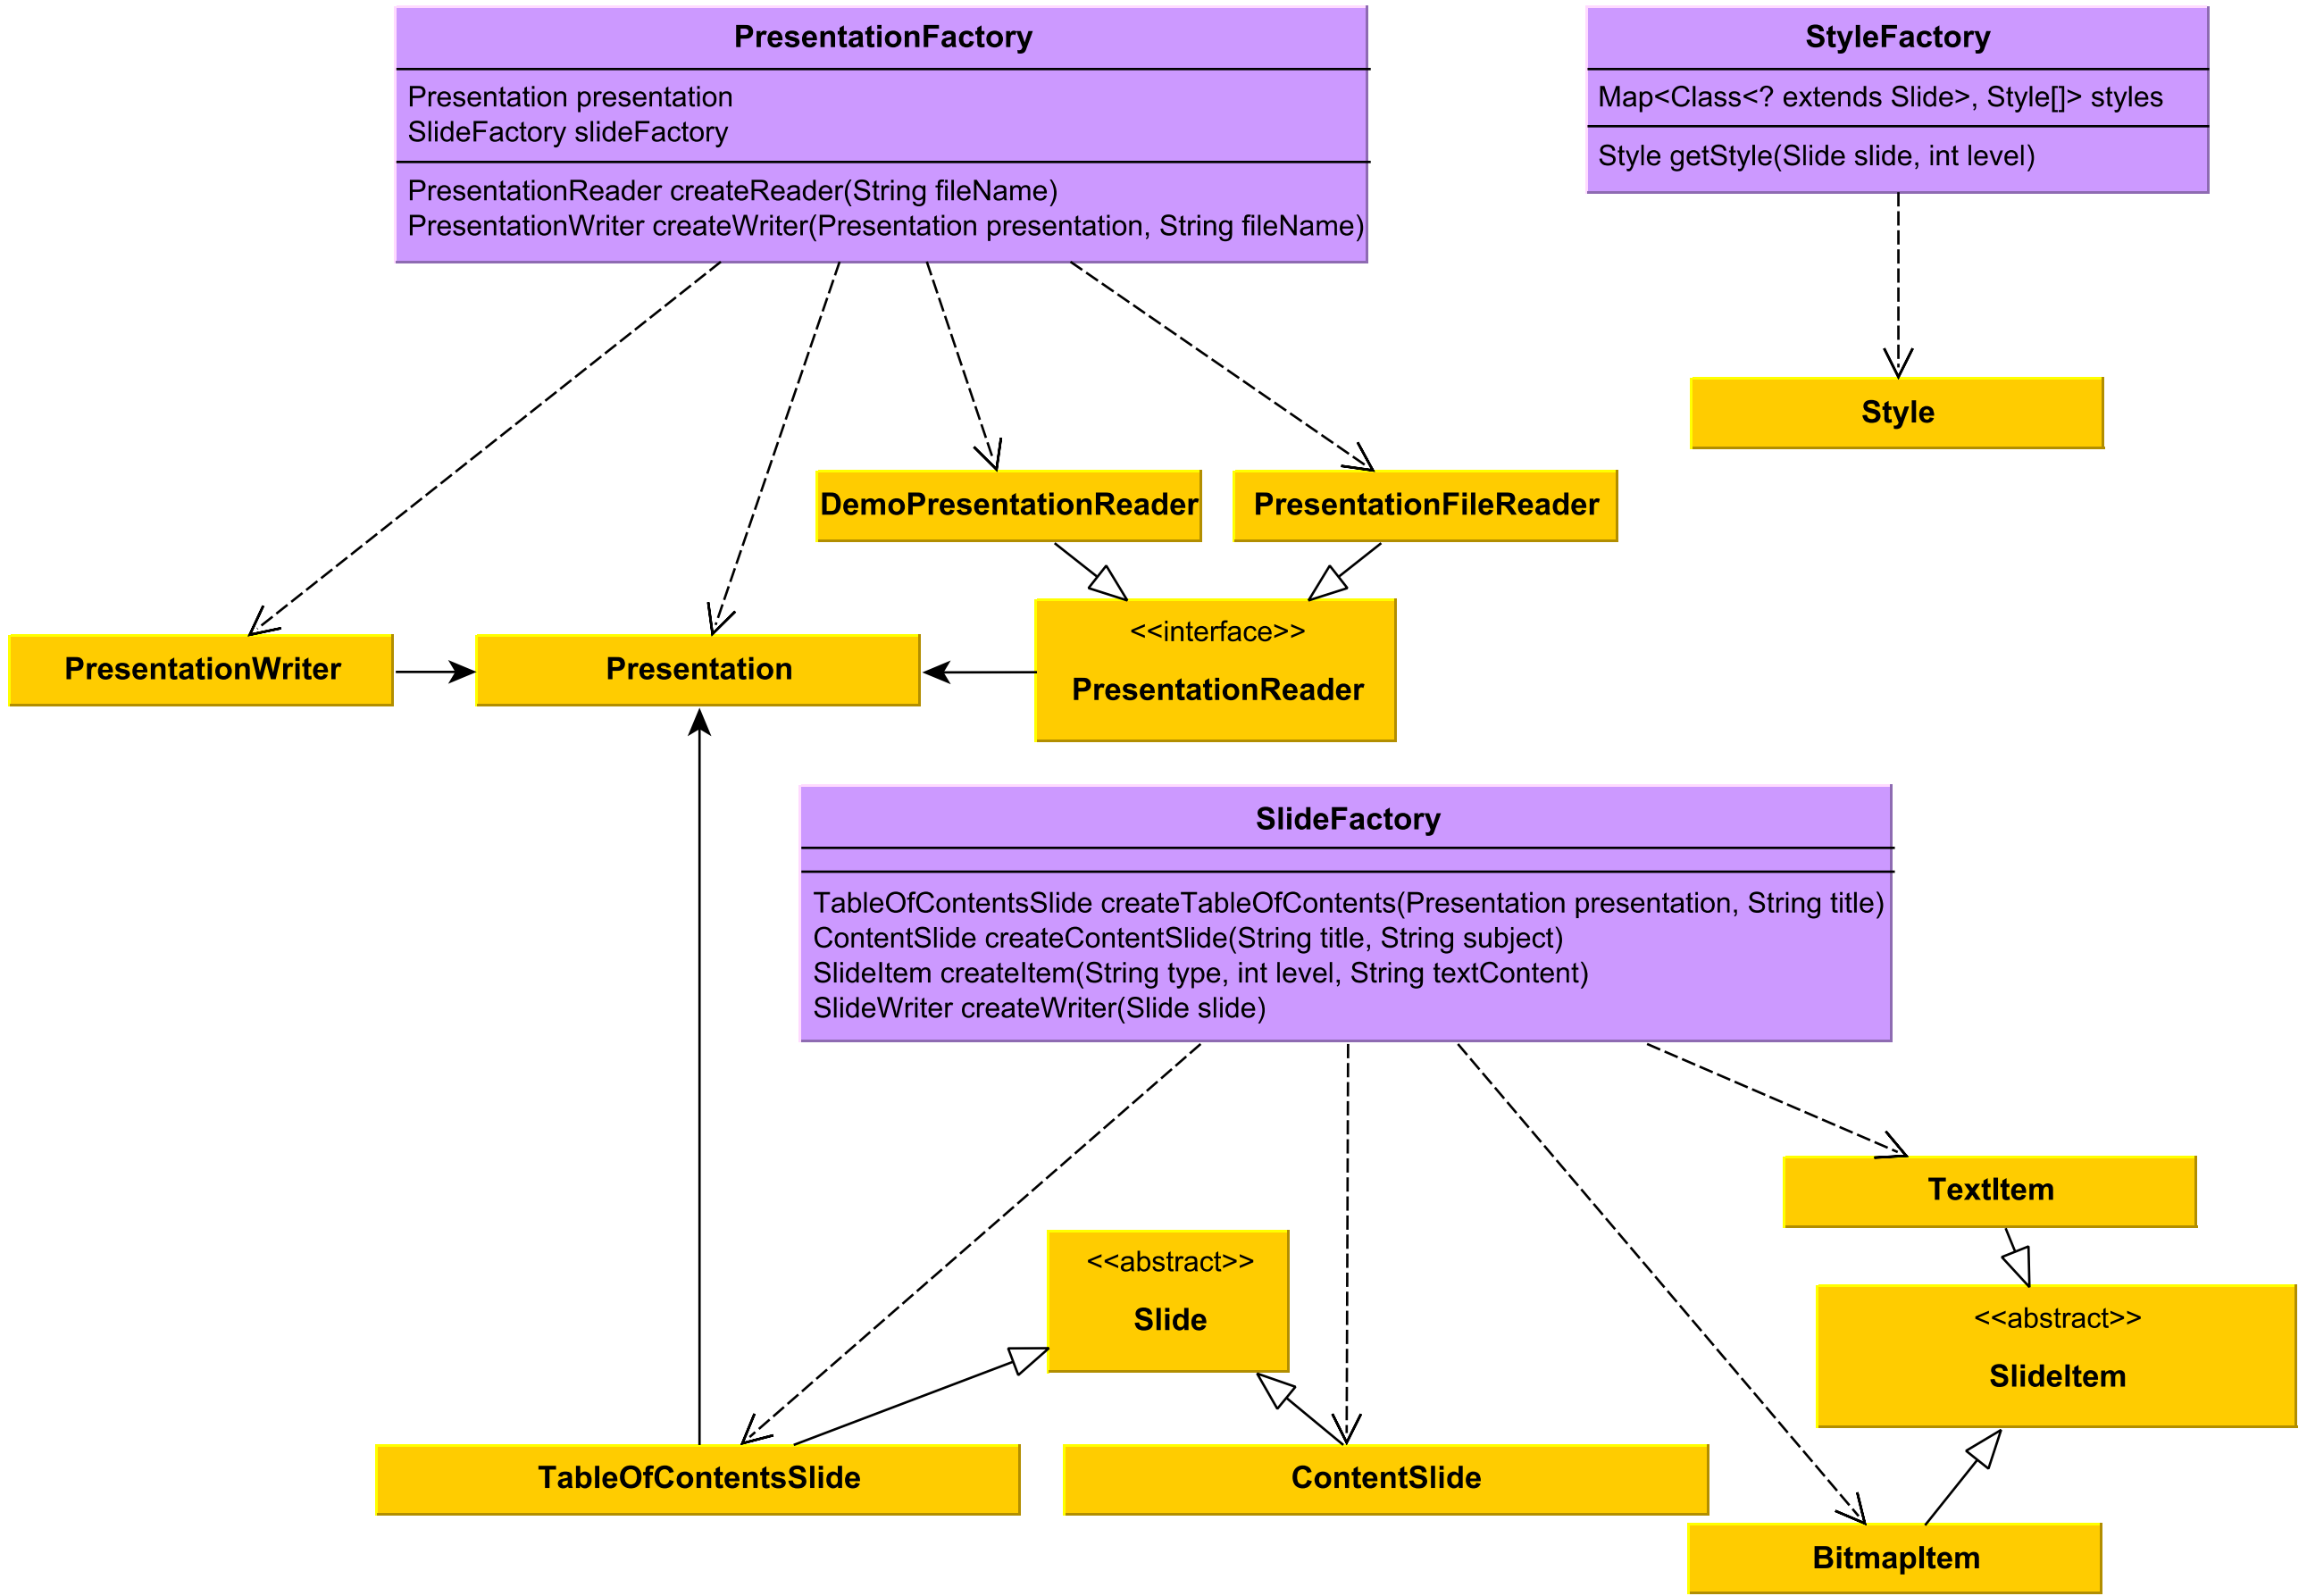 PresentationFactory
Presentation presentation
SlideFactory slideFactory
PresentationReader createReader(String fileName)
PresentationWriter createWriter(Presentation presentation, String fileName)
StyleFactory
Map<Class<? extends Slide>, Style[]> styles
Style getStyle(Slide slide, int level)
Style
DemoPresentationReader
PresentationFileReader
PresentationWriter
Presentation
<<interface>>
PresentationReader
SlideFactory
TableOfContentsSlide createTableOfContents(Presentation presentation, String title)
ContentSlide createContentSlide(String title, String subject)
SlideItem createItem(String type, int level, String textContent)
SlideWriter createWriter(Slide slide)
TextItem
<<abstract>>
Slide
<<abstract>>
SlideItem
TableOfContentsSlide
ContentSlide
BitmapItem